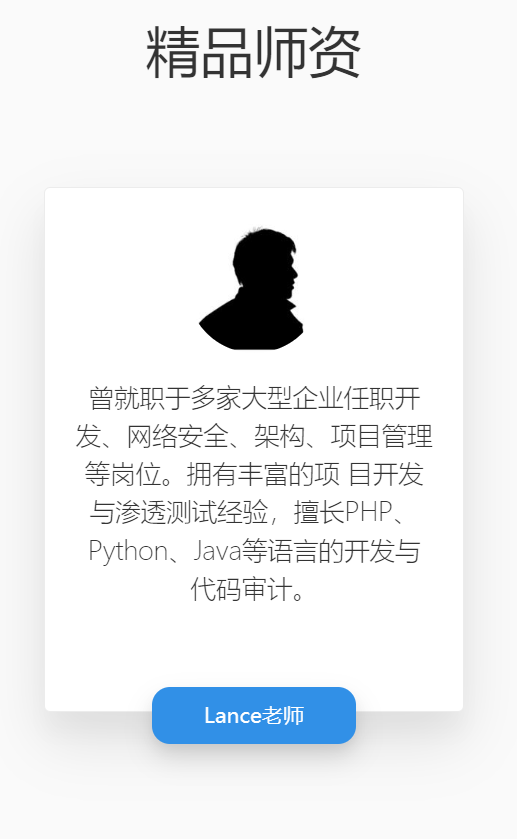 精品师资
曾就职于多家大型企业任职开
发、网络安全、架构、项目管理
等岗位。拥有丰富的项 目开发
与渗透测试经验，擅长PHP、
Python、Java等语言的开发与
代码审计。
Lance老师